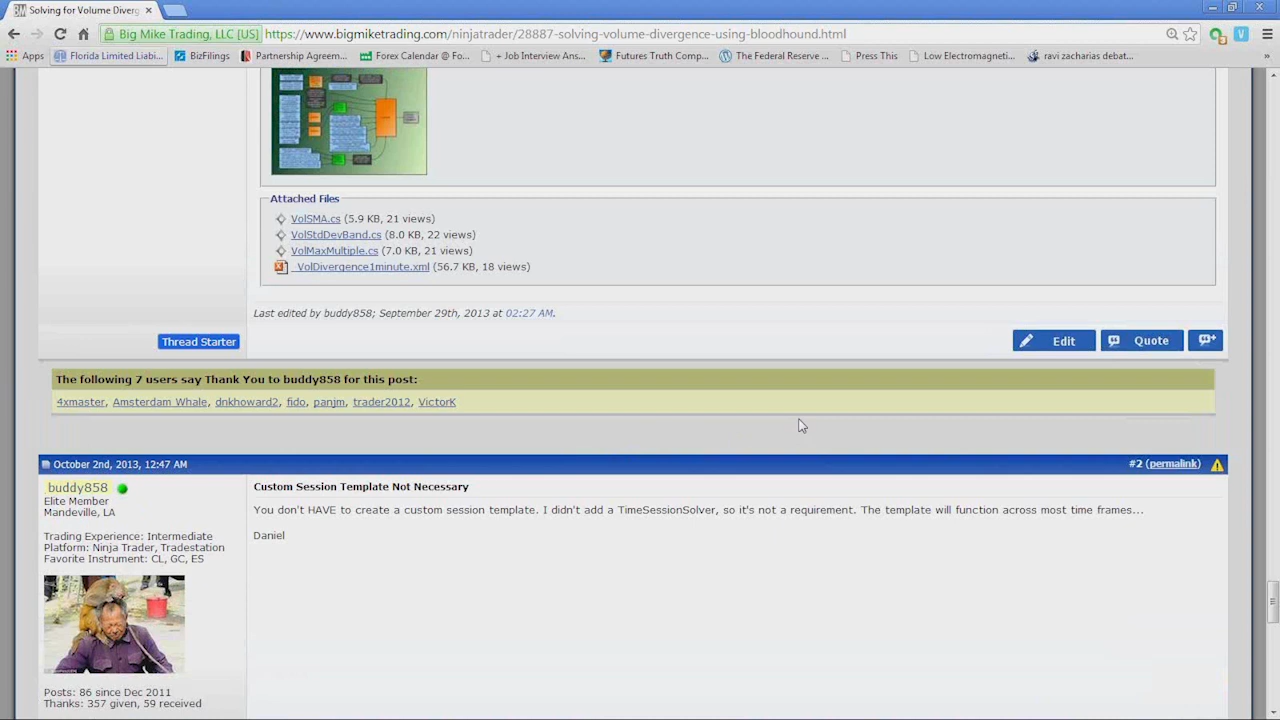 Solving for Volume Diverg
Big Mike Trading, LLC [US]
https://www.bigmiketrading.com/ninjatrader/28887-solving-volume-divergence-using-bloodhound.html
Apps
Florida Limited Liabi...
BizFilings
Partnership Agreem...
Forex Calendar @ Fo...
+ Job Interview Ans...
Futures Truth Comp...
The Federal Reserve ...
Press This
Low Electromagneti...
ravi zacharias debat...
»
Attached Files
VolSMA.cs (5.9 KB, 21 views)
VolStdDevBand.cs (8.0 KB, 22 views)
VolMaxMultiple.cs (7.0 KB, 21 views)
_VolDivergence1minute.xml (56.7 KB, 18 views)
Last edited by buddy858; September 29th, 2013 at 02:27 AM.
Thread Starter
Edit
Quote
The following 7 users say Thank You to buddy858 for this post:
4xmaster, Amsterdam Whale, dnkhoward2, fido, panjm, trader2012, VictorK
October 2nd, 2013, 12:47 AM
#2 (permalink)
buddy858
Elite Member
Mandeville, LA
Trading Experience: Intermediate
Platform: Ninja Trader, Tradestation
Favorite Instrument: CL, GC, ES
Posts: 86 since Dec 2011
Thanks: 357 given, 59 received
Custom Session Template Not Necessary
You don't HAVE to create a custom session template. I didn't add a TimeSessionSolver, so it's not a requirement. The template will function across most time frames...
Daniel